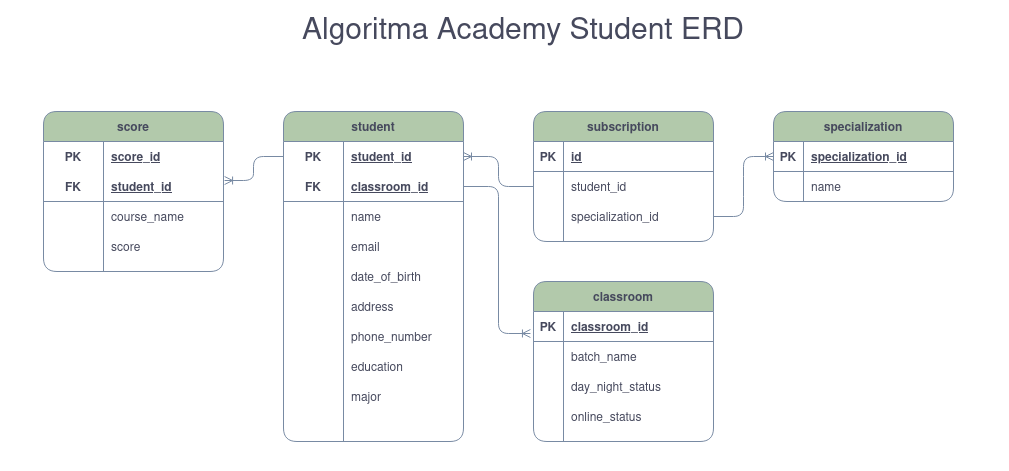 Algoritma Academy Student ERD
score
PK score_id
FK student_id
course_name
score
student
PK student_id
FK classroom_id
name
email
date_of_birth
address
phone_number
education
major
subscription
PK id
student_id
specialization_id
specialization
PK specialization_id
name
classroom
PK classroom_id
batch_name
day_night_status
online_status